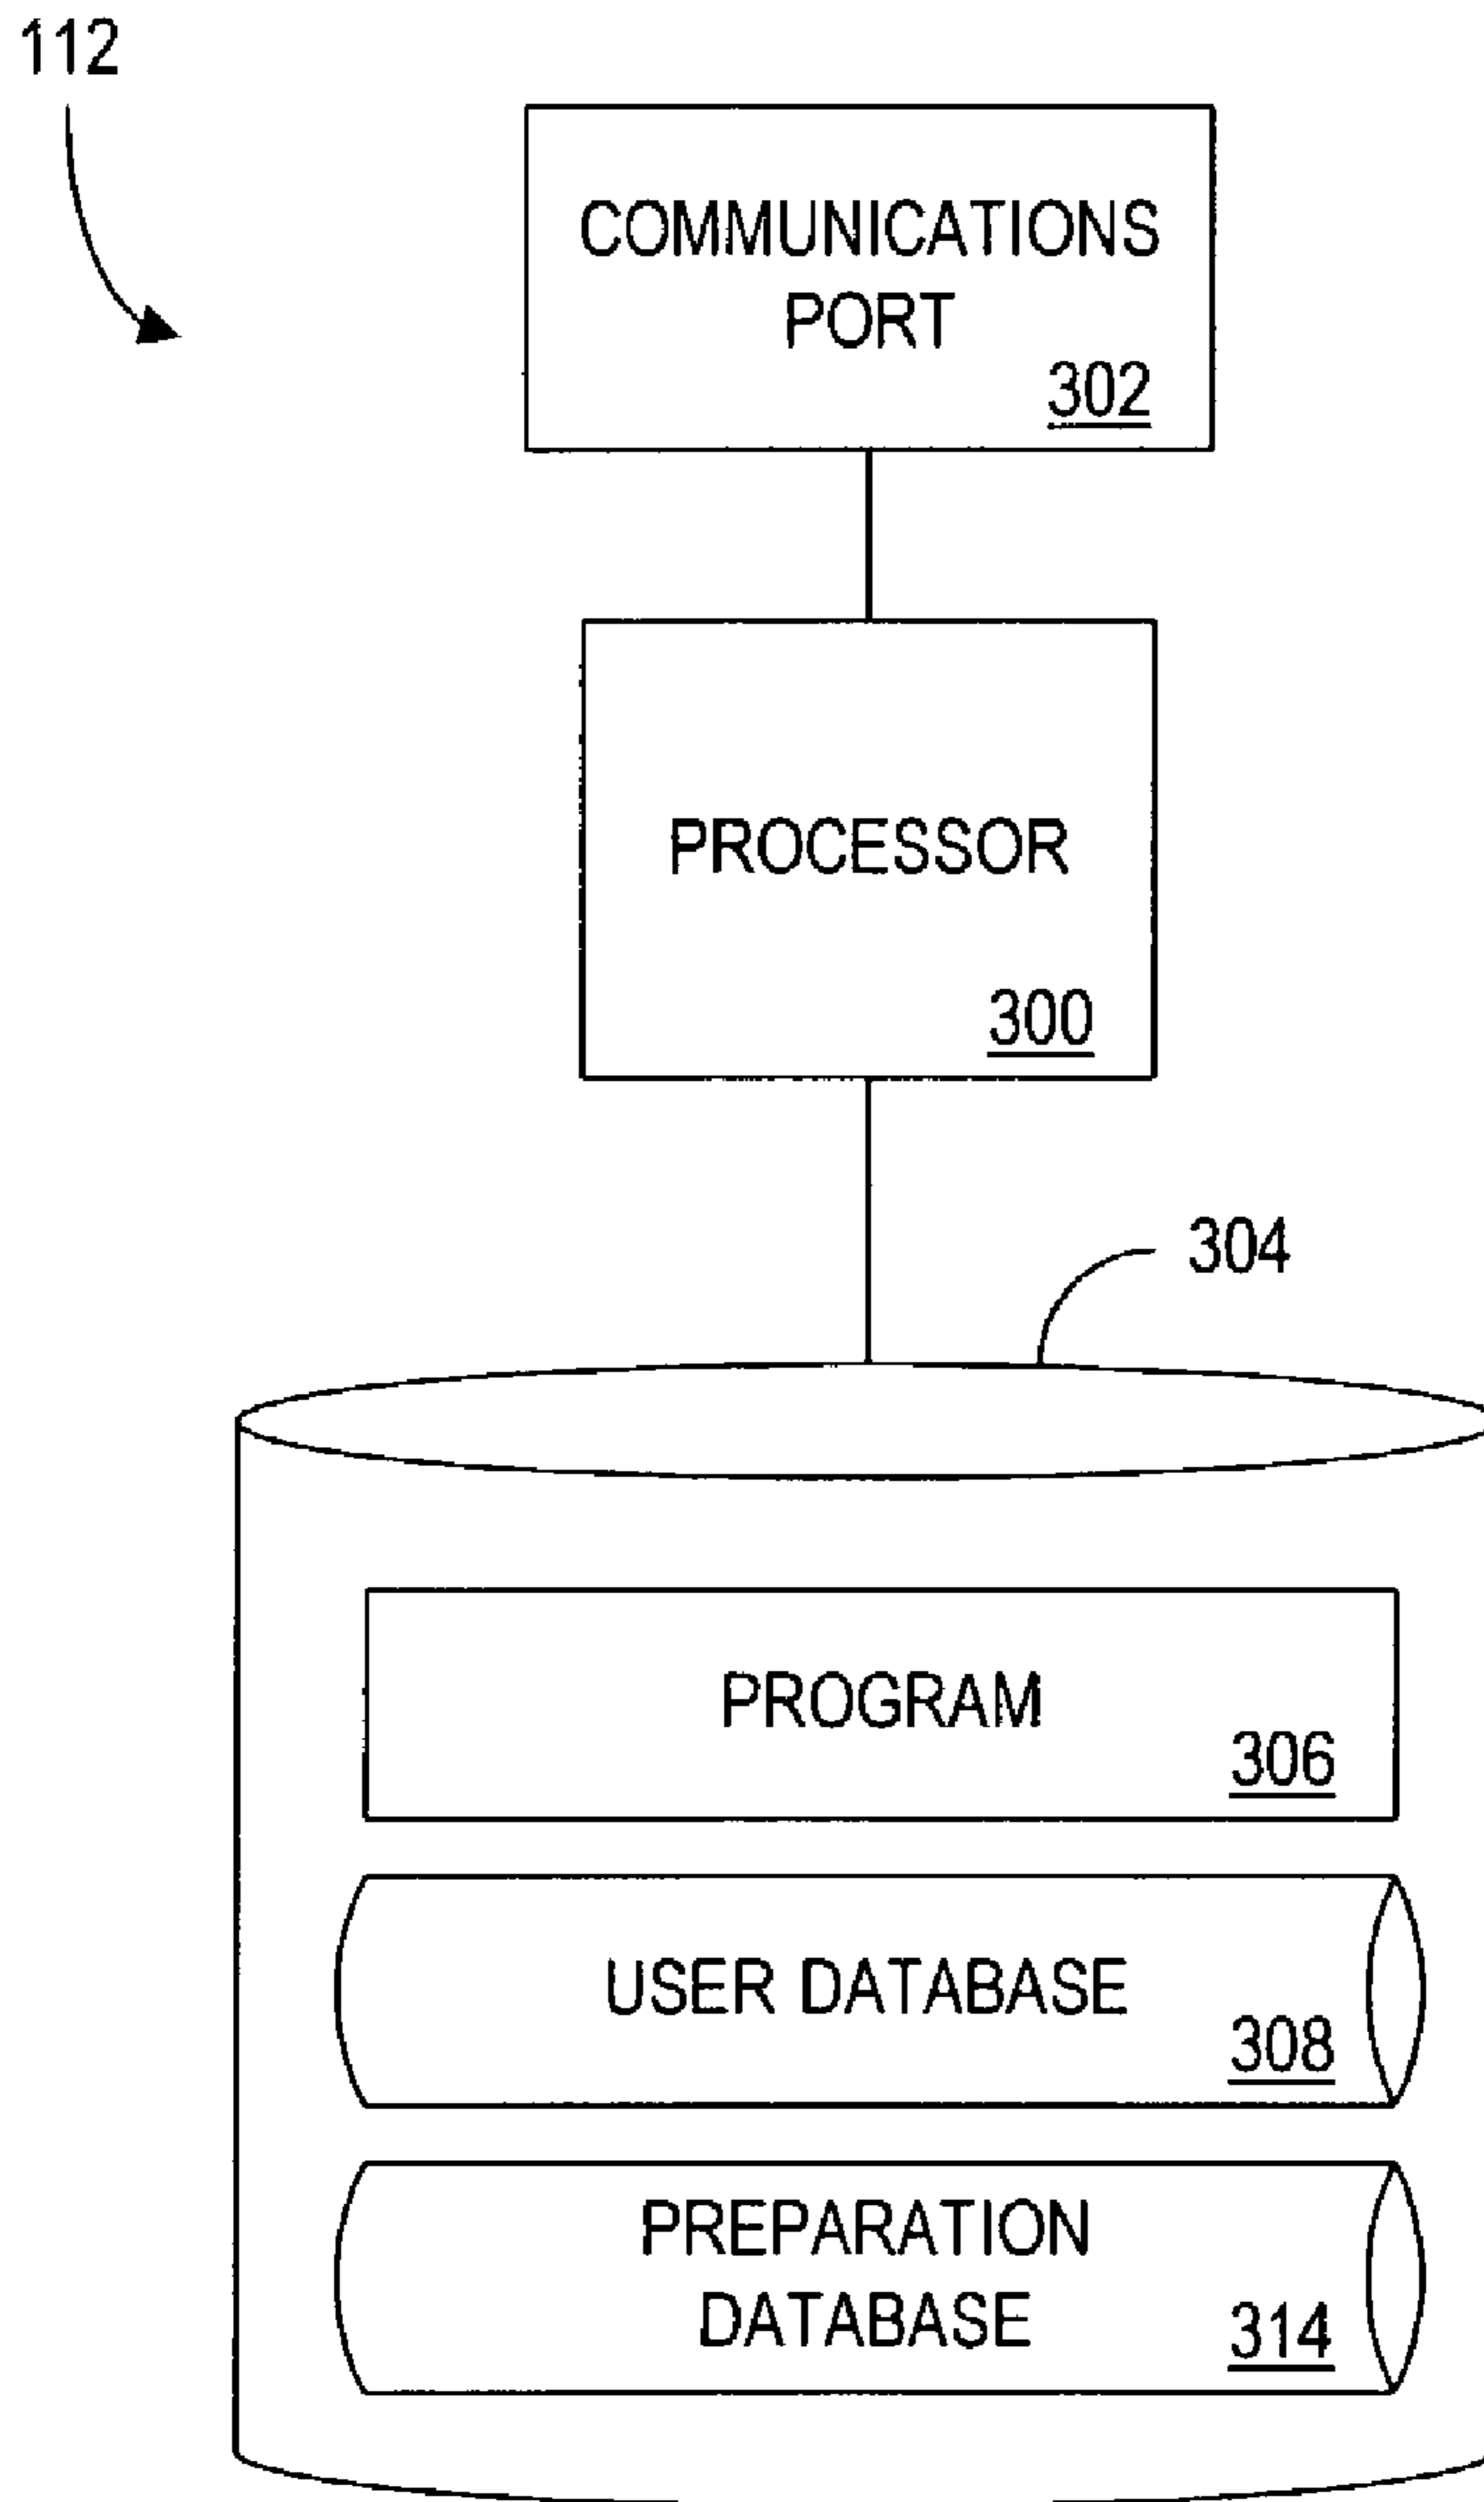 112
COMMUNICATIONS
PORT
302
PROCESSOR
300
304
PROGRAM
306
USER DATABASE
308
PREPARATION
DATABASE
314